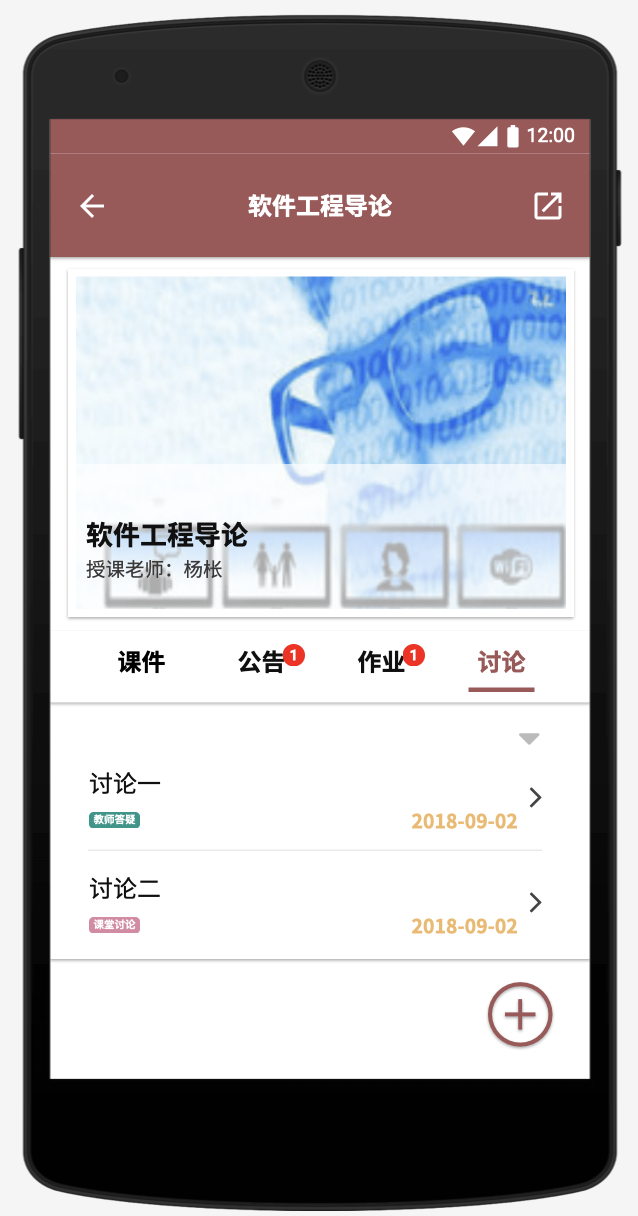 12:00
软件工程导论
软件工程导论
授课老师：杨枨
课件
公告
1
作业
1
讨论
讨论一
教师答疑
2018-09-02
讨论二
课堂讨论
2018-09-02